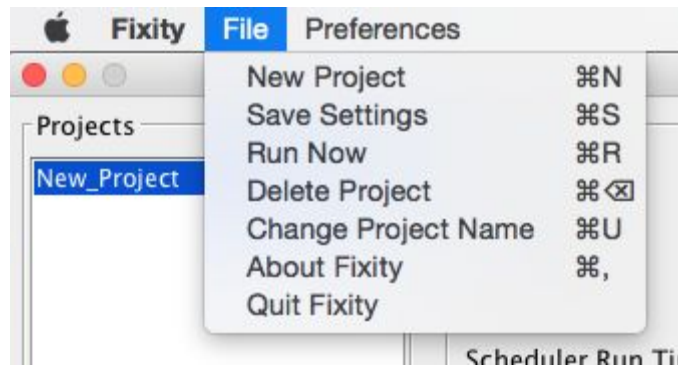 Fixity File Preferences
New Project ⌘N
Save Settings ⌘S
Run Now ⌘R
Delete Project ⌘⌫
Change Project Name ⌘U
About Fixity ⌘,
Quit Fixity
Projects
New_Project
Scheduler Run